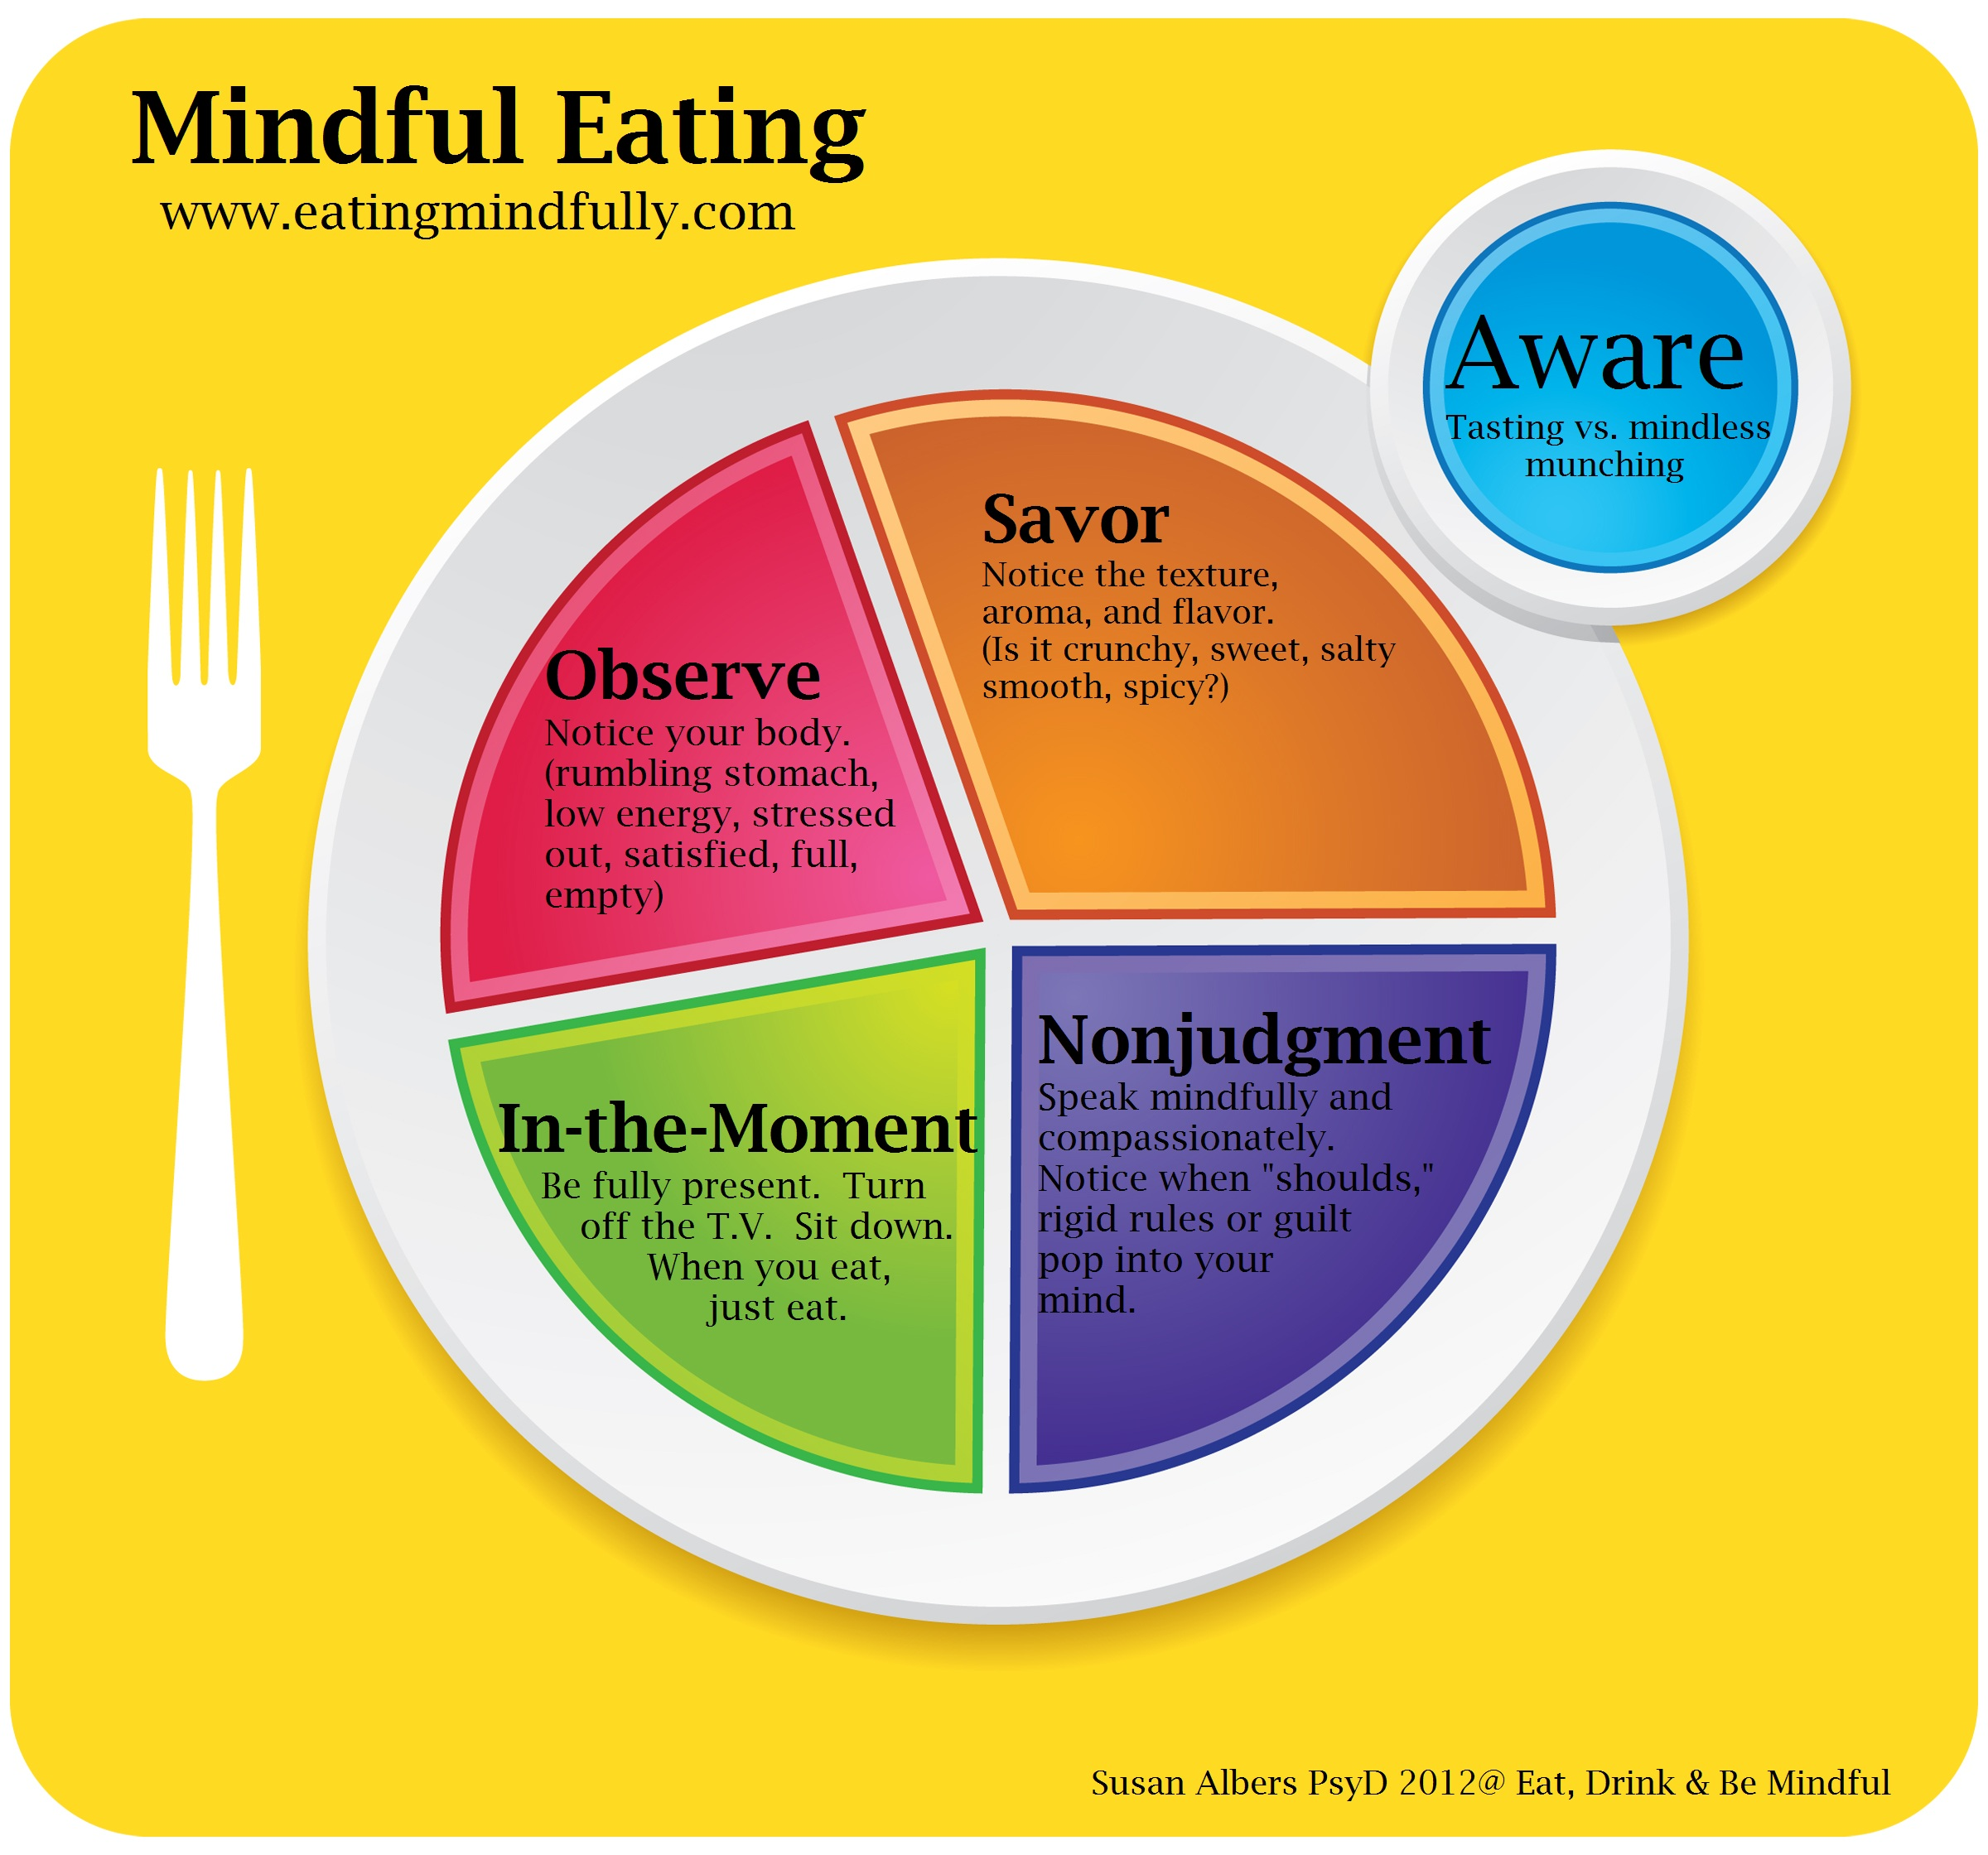 Mindful Eating
www.eatingmindfully.com
Aware
Tasting vs. mindless
munching
Savor
Notice the texture,
aroma, and flavor.
(Is it crunchy, sweet, salty
smooth, spicy?)
Observe
Notice your body.
(rumbling stomach,
low energy, stressed
out, satisfied, full,
empty)
In-the-Moment
Be fully present.  Turn
off the T.V.  Sit down.
When you eat,
just eat.
Nonjudgment
Speak mindfully and
compassionately.
Notice when "shoulds,"
rigid rules or guilt
pop into your
mind.
Susan Albers PsyD 2012@ Eat, Drink & Be Mindful